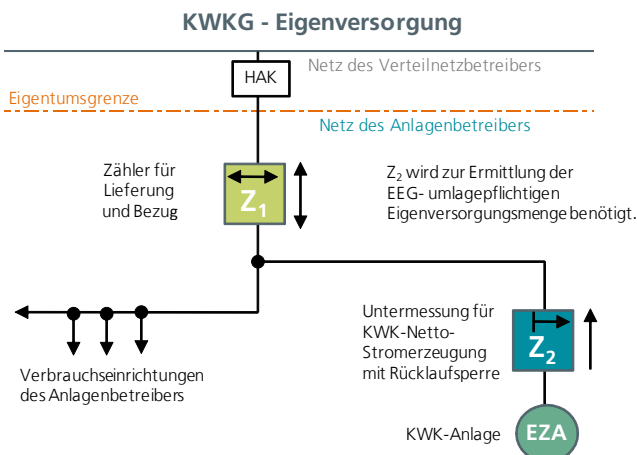 KWKG - Eigenversorgung
Netz des Verteilnetzbetreibers
HAK
Eigentumsgrenze
Netz des Anlagenbetreibers
Zähler für
Lieferung
und Bezug
Z₁
Z₂ wird zur Ermittlung der
EEG- umlagepflichtigen
Eigenversorgungsmenge benötigt.
Untermessung für
KWK-Netto-
Stromerzeugung
mit Rücklaufsperre
Z₂
Verbrauchseinrichtungen
des Anlagenbetreibers
KWK-Anlage
EZA